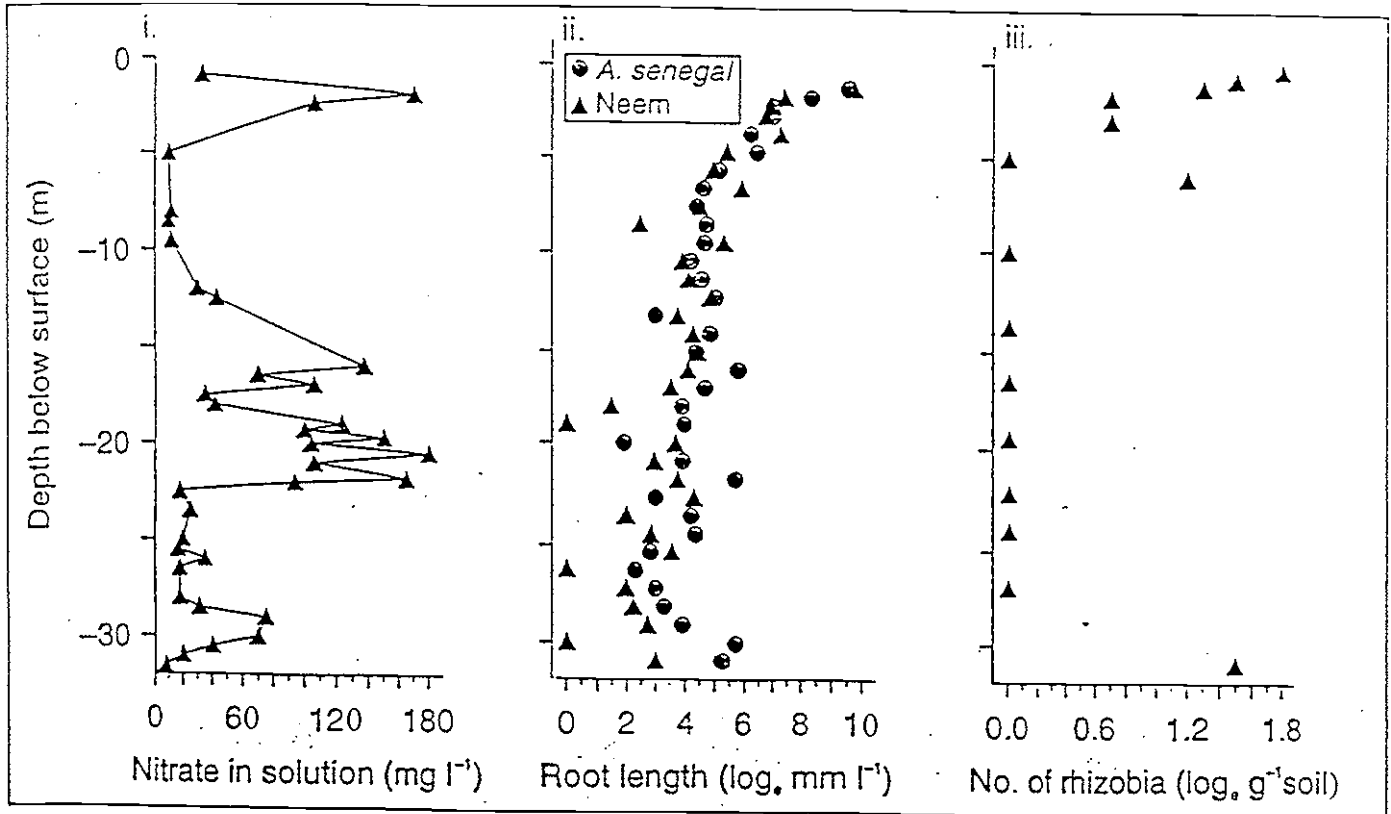 i.
ii.
iii.
A. senegal
Neem
Depth below surface (m)
0
−10
−20
−30
0 60 120 180
0 2 4 6 8 10
0.0 0.6 1.2 1.8
Nitrate in solution (mg l⁻¹)
Root length (logₑ mm l⁻¹)
No. of rhizobia (logₑ g⁻¹soil)